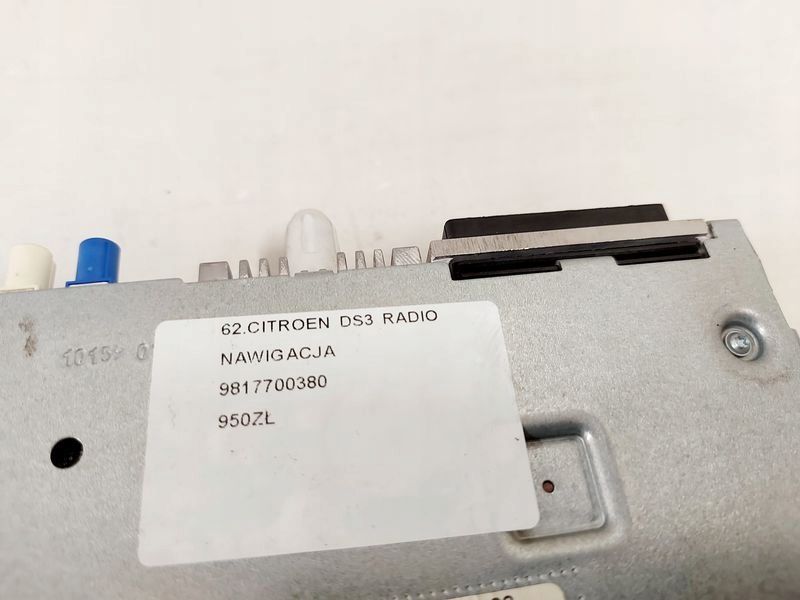 62.CITROEN DS3 RADIO
NAWIGACJA
9817700380
950ZŁ